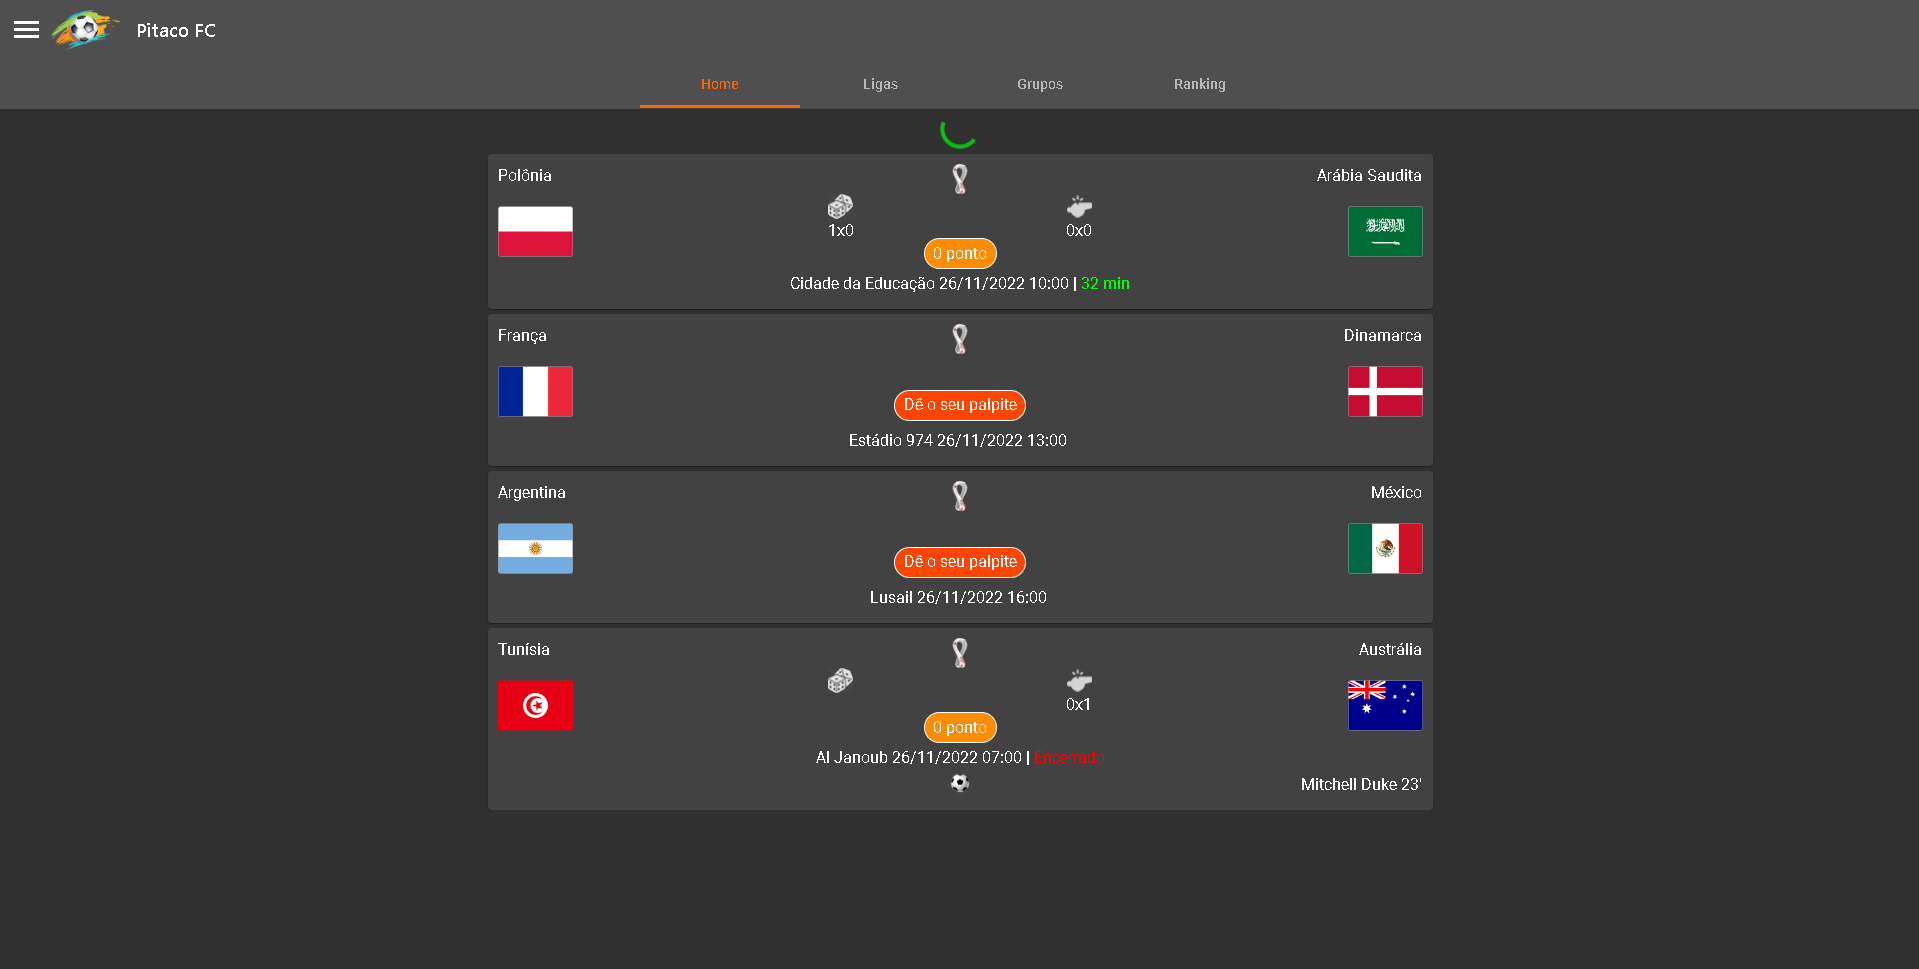 Pitaco FC
Home Ligas Grupos Ranking
Polônia Arábia Saudita
1x0 0x0
0 ponto
Cidade da Educação 26/11/2022 10:00 | 32 min
França Dinamarca
Dê o seu palpite
Estádio 974 26/11/2022 13:00
Argentina México
Dê o seu palpite
Lusail 26/11/2022 16:00
Tunísia Austrália
0x1
0 ponto
Al Janoub 26/11/2022 07:00 | Encerrado
Mitchell Duke 23'